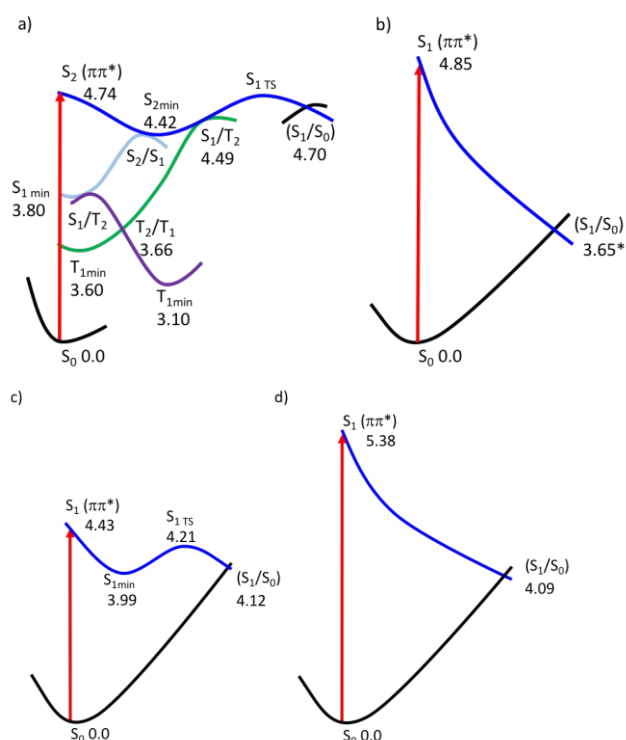 a)
S₂ (ππ*)
4.74
S₂min
4.42
S₁ TS
S₁/T₂
4.49
(S₁/S₀)
4.70
S₂/S₁
S₁ min
3.80
S₁/T₂
T₂/T₁
3.66
T₁min
3.60
T₁min
3.10
S₀ 0.0
b)
S₁ (ππ*)
4.85
(S₁/S₀)
3.65*
S₀ 0.0
c)
S₁ (ππ*)
4.43
S₁ TS
4.21
S₁min
3.99
(S₁/S₀)
4.12
S₀ 0.0
d)
S₁ (ππ*)
5.38
(S₁/S₀)
4.09
S₀ 0.0